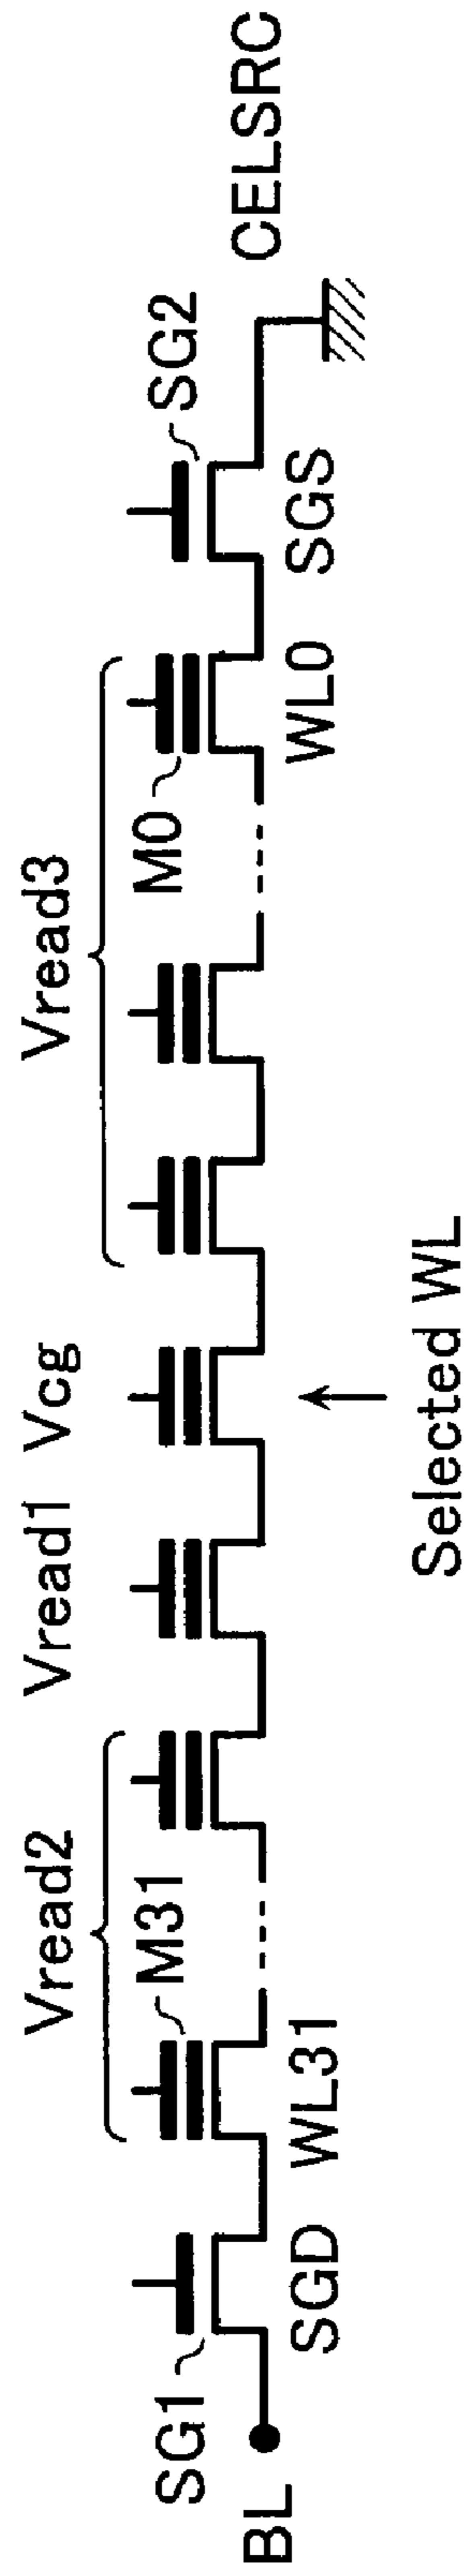 Vread2
Vread1
Vcg
Vread3
SG1
M31
M0
SG2
BL
SGD
WL31
WL0
SGS
CELSRC
Selected WL